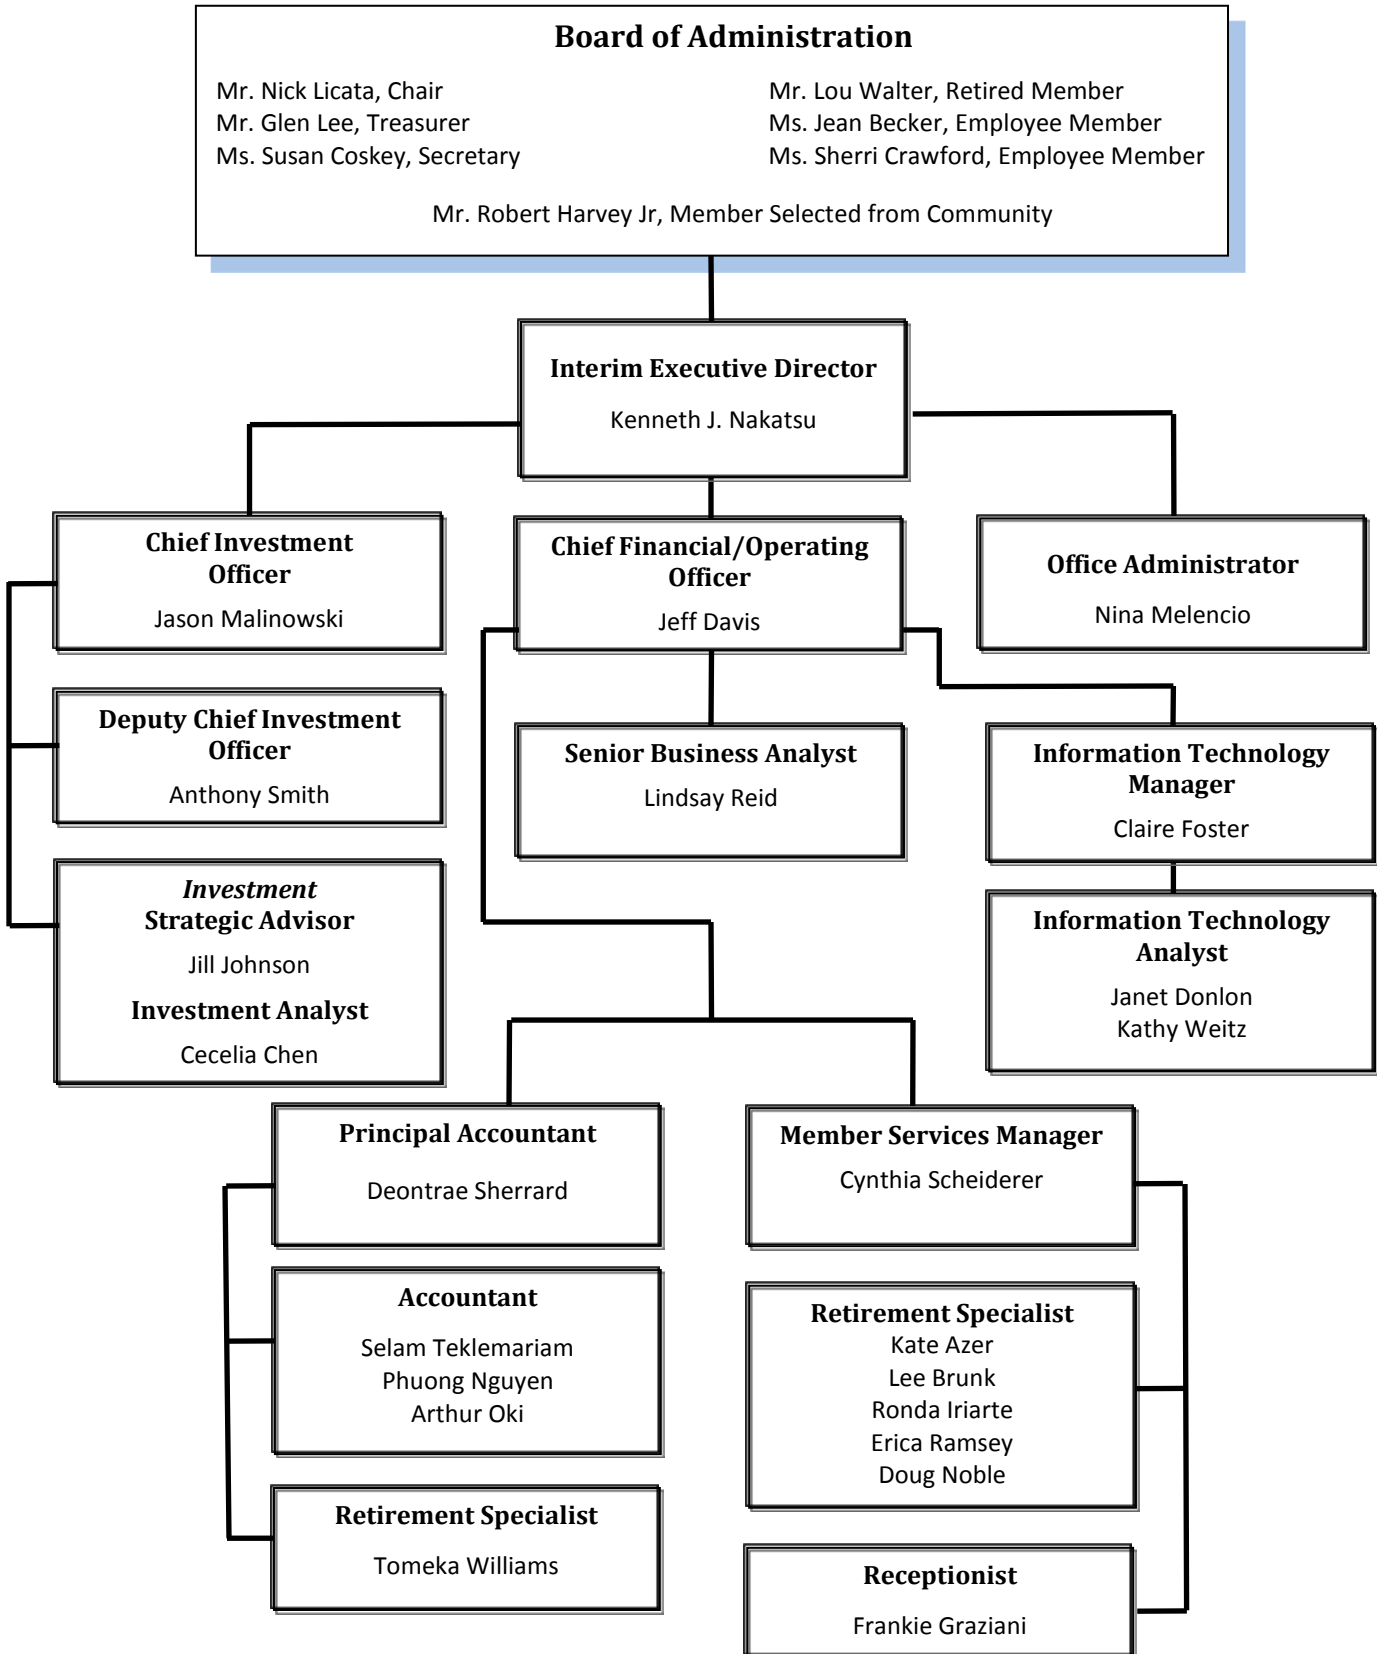 Board of Administration
Mr. Nick Licata, Chair
Mr. Glen Lee, Treasurer
Ms. Susan Coskey, Secretary
Mr. Lou Walter, Retired Member
Ms. Jean Becker, Employee Member
Ms. Sherri Crawford, Employee Member
Mr. Robert Harvey Jr, Member Selected from Community
Interim Executive Director
Kenneth J. Nakatsu
Chief Investment
Officer
Jason Malinowski
Chief Financial/Operating
Officer
Jeff Davis
Office Administrator
Nina Melencio
Deputy Chief Investment
Officer
Anthony Smith
Senior Business Analyst
Lindsay Reid
Information Technology
Manager
Claire Foster
Investment
Strategic Advisor
Jill Johnson
Investment Analyst
Cecelia Chen
Information Technology
Analyst
Janet Donlon
Kathy Weitz
Principal Accountant
Deontrae Sherrard
Member Services Manager
Cynthia Scheiderer
Accountant
Selam Teklemariam
Phuong Nguyen
Arthur Oki
Retirement Specialist
Kate Azer
Lee Brunk
Ronda Iriarte
Erica Ramsey
Doug Noble
Retirement Specialist
Tomeka Williams
Receptionist
Frankie Graziani